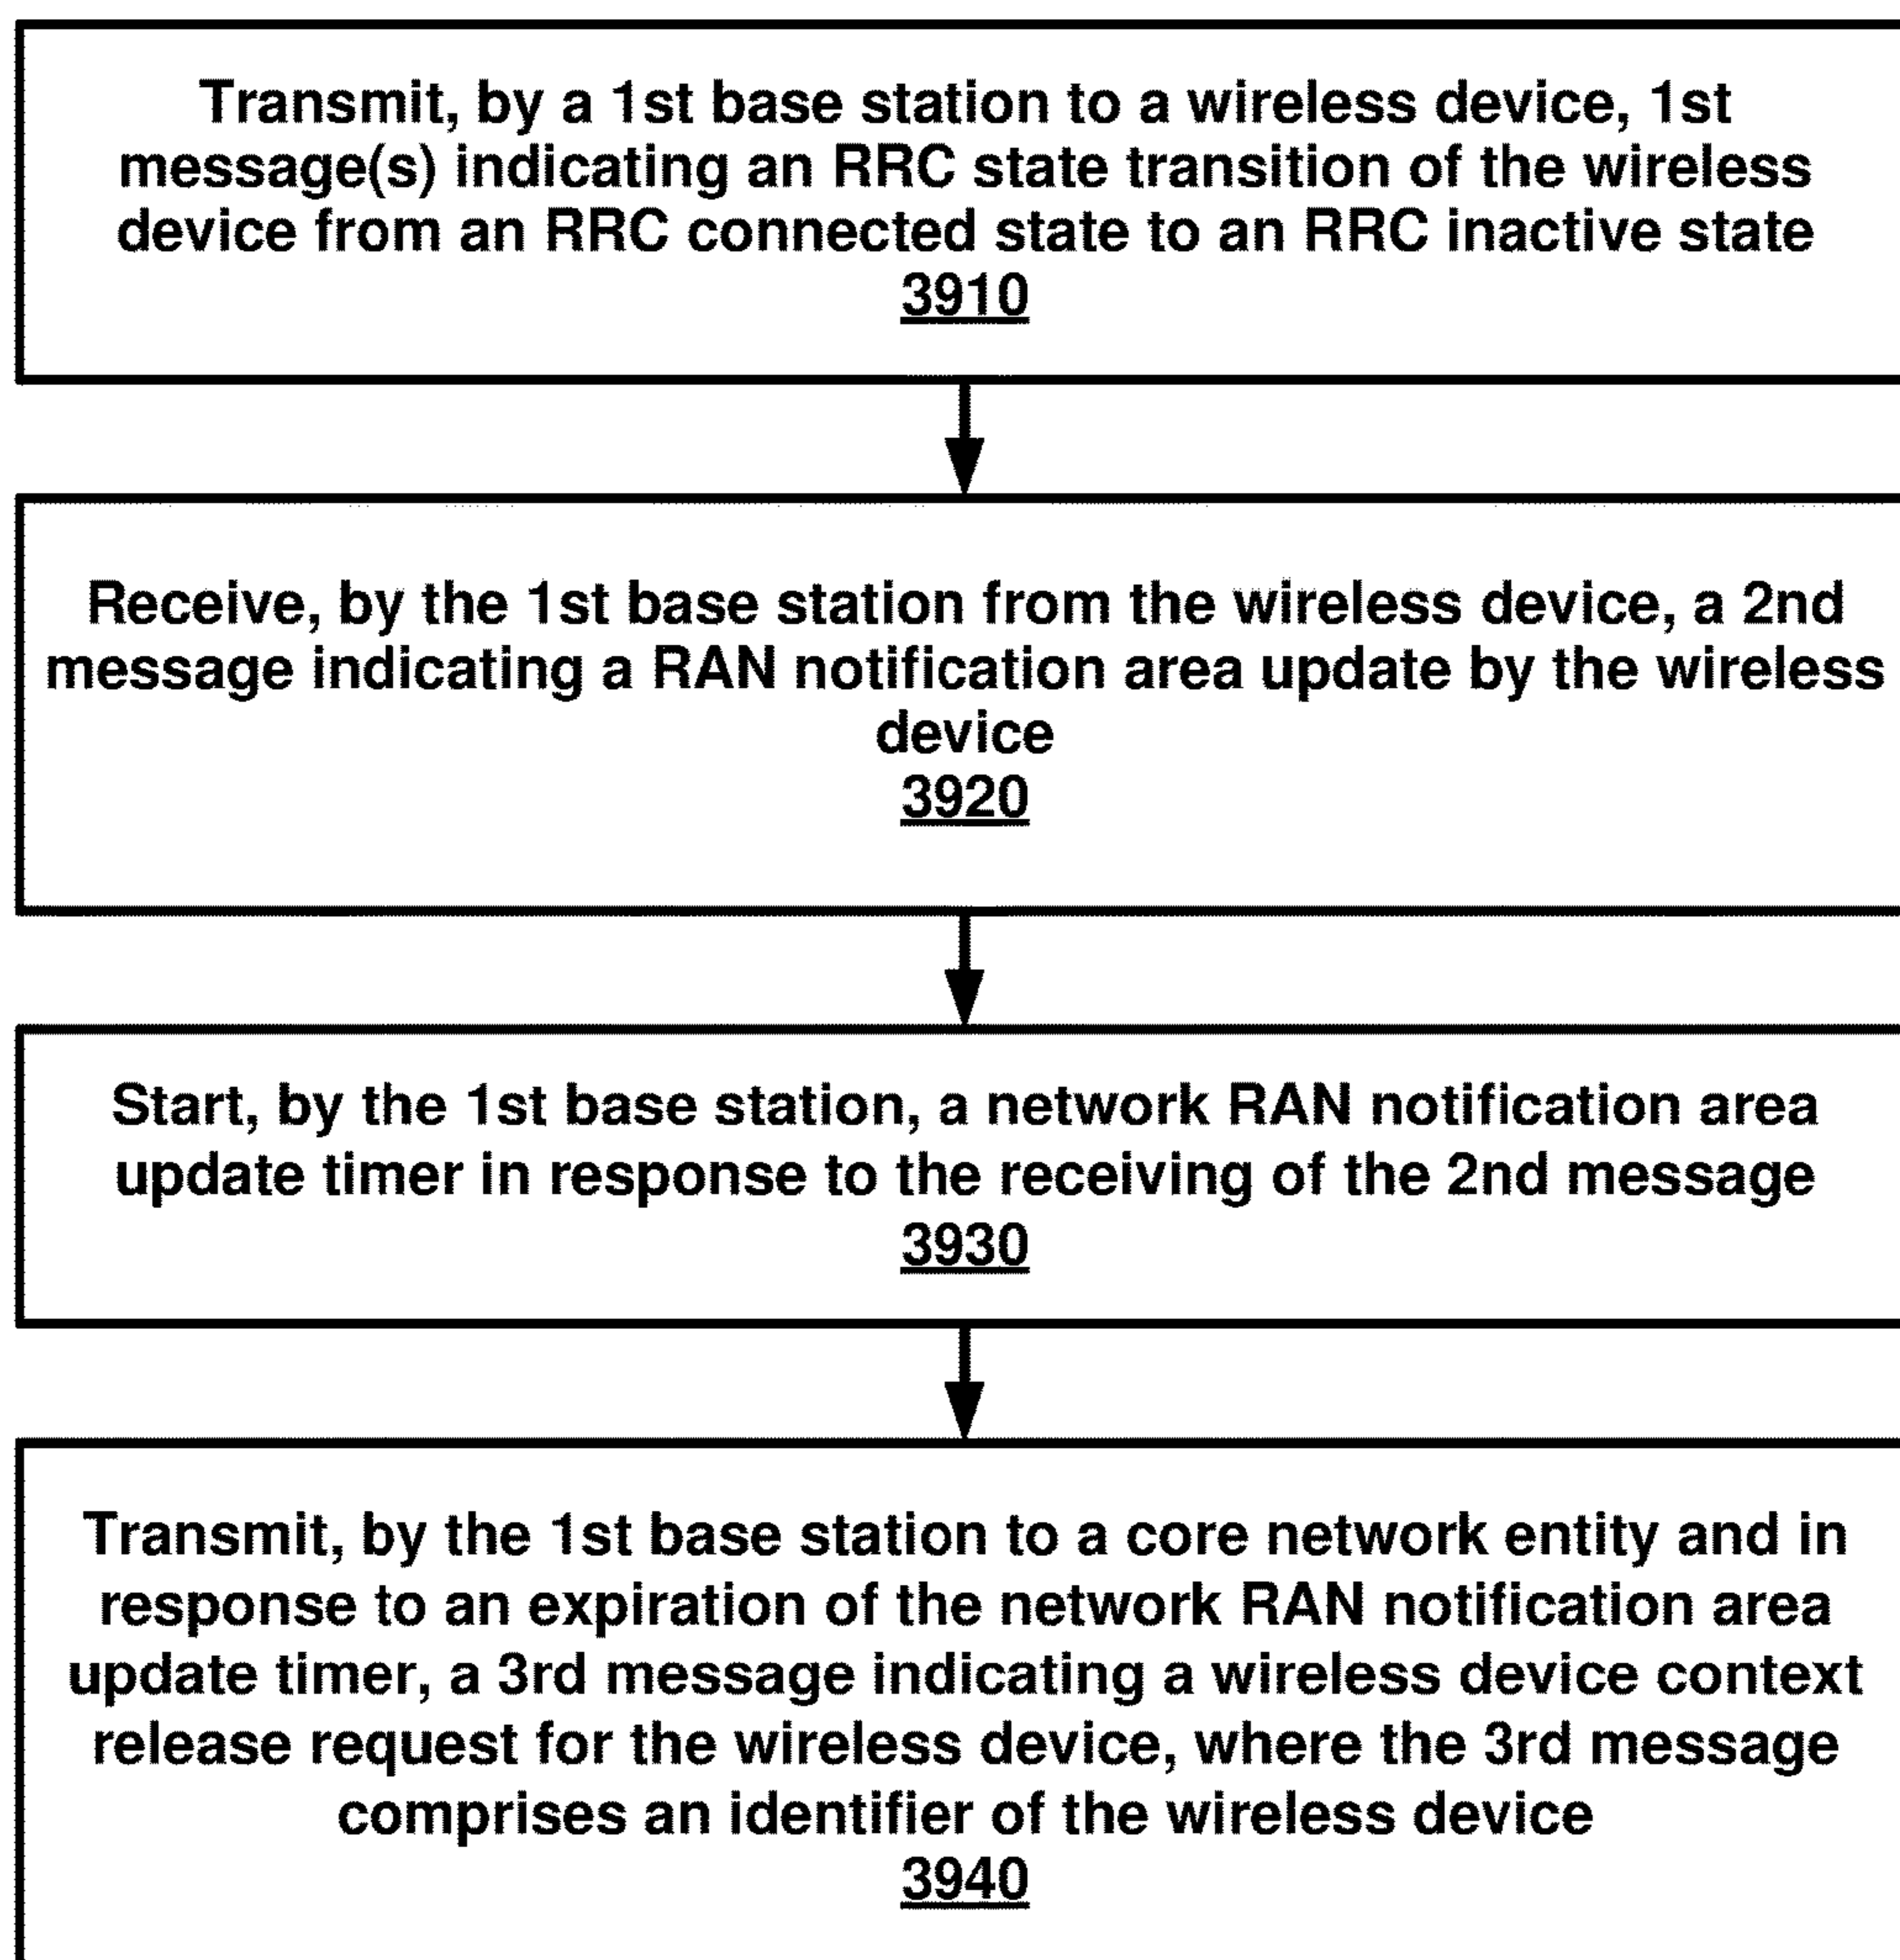 Transmit, by a 1st base station to a wireless device, 1st
message(s) indicating an RRC state transition of the wireless
device from an RRC connected state to an RRC inactive state
3910
Receive, by the 1st base station from the wireless device, a 2nd
message indicating a RAN notification area update by the wireless
device
3920
Start, by the 1st base station, a network RAN notification area
update timer in response to the receiving of the 2nd message
3930
Transmit, by the 1st base station to a core network entity and in
response to an expiration of the network RAN notification area
update timer, a 3rd message indicating a wireless device context
release request for the wireless device, where the 3rd message
comprises an identifier of the wireless device
3940